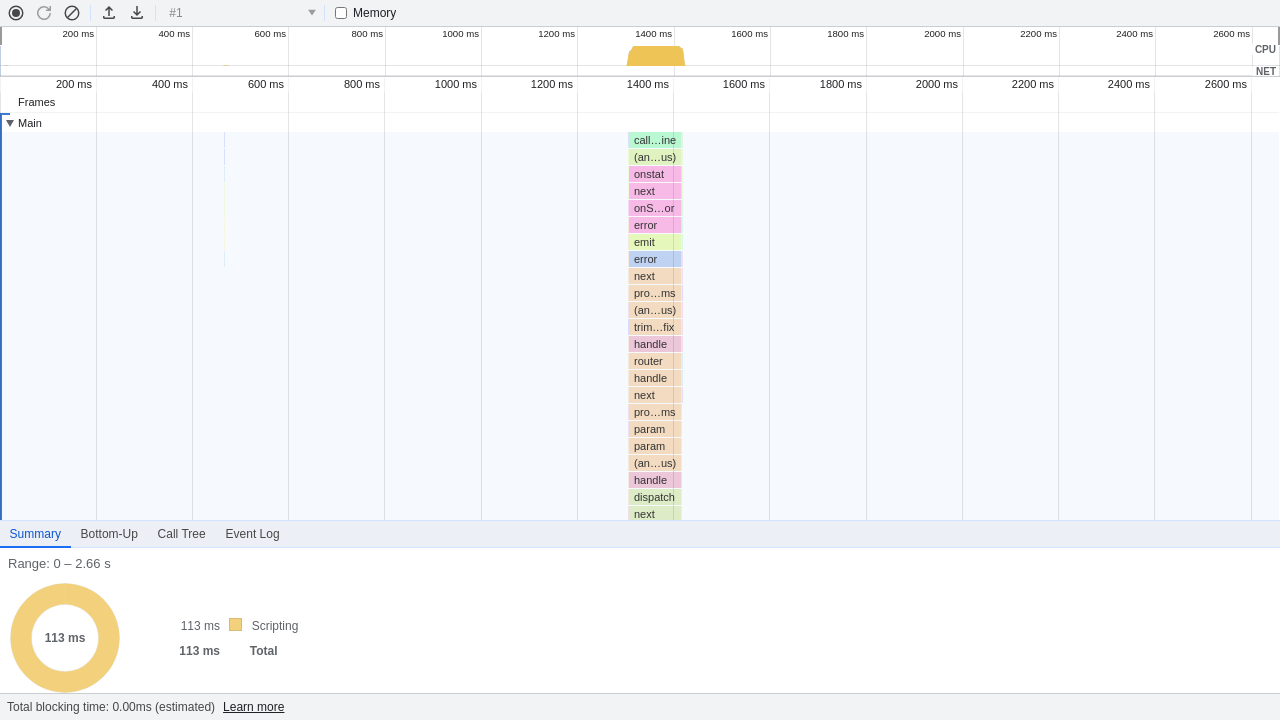 #1 Memory
200 ms 400 ms 600 ms 800 ms 1000 ms 1200 ms 1400 ms 1600 ms 1800 ms 2000 ms 2200 ms 2400 ms 2600 ms
CPU
NET
200 ms 400 ms 600 ms 800 ms 1000 ms 1200 ms 1400 ms 1600 ms 1800 ms 2000 ms 2200 ms 2400 ms 2600 ms
Frames
Main
call…ine
(an…us)
onstat
next
onS…or
error
emit
error
next
pro…ms
(an…us)
trim…fix
handle
router
handle
next
pro…ms
param
param
(an…us)
handle
dispatch
next
Summary Bottom-Up Call Tree Event Log
Range: 0 – 2.66 s
113 ms
113 ms Scripting
113 ms Total
Total blocking time: 0.00ms (estimated) Learn more